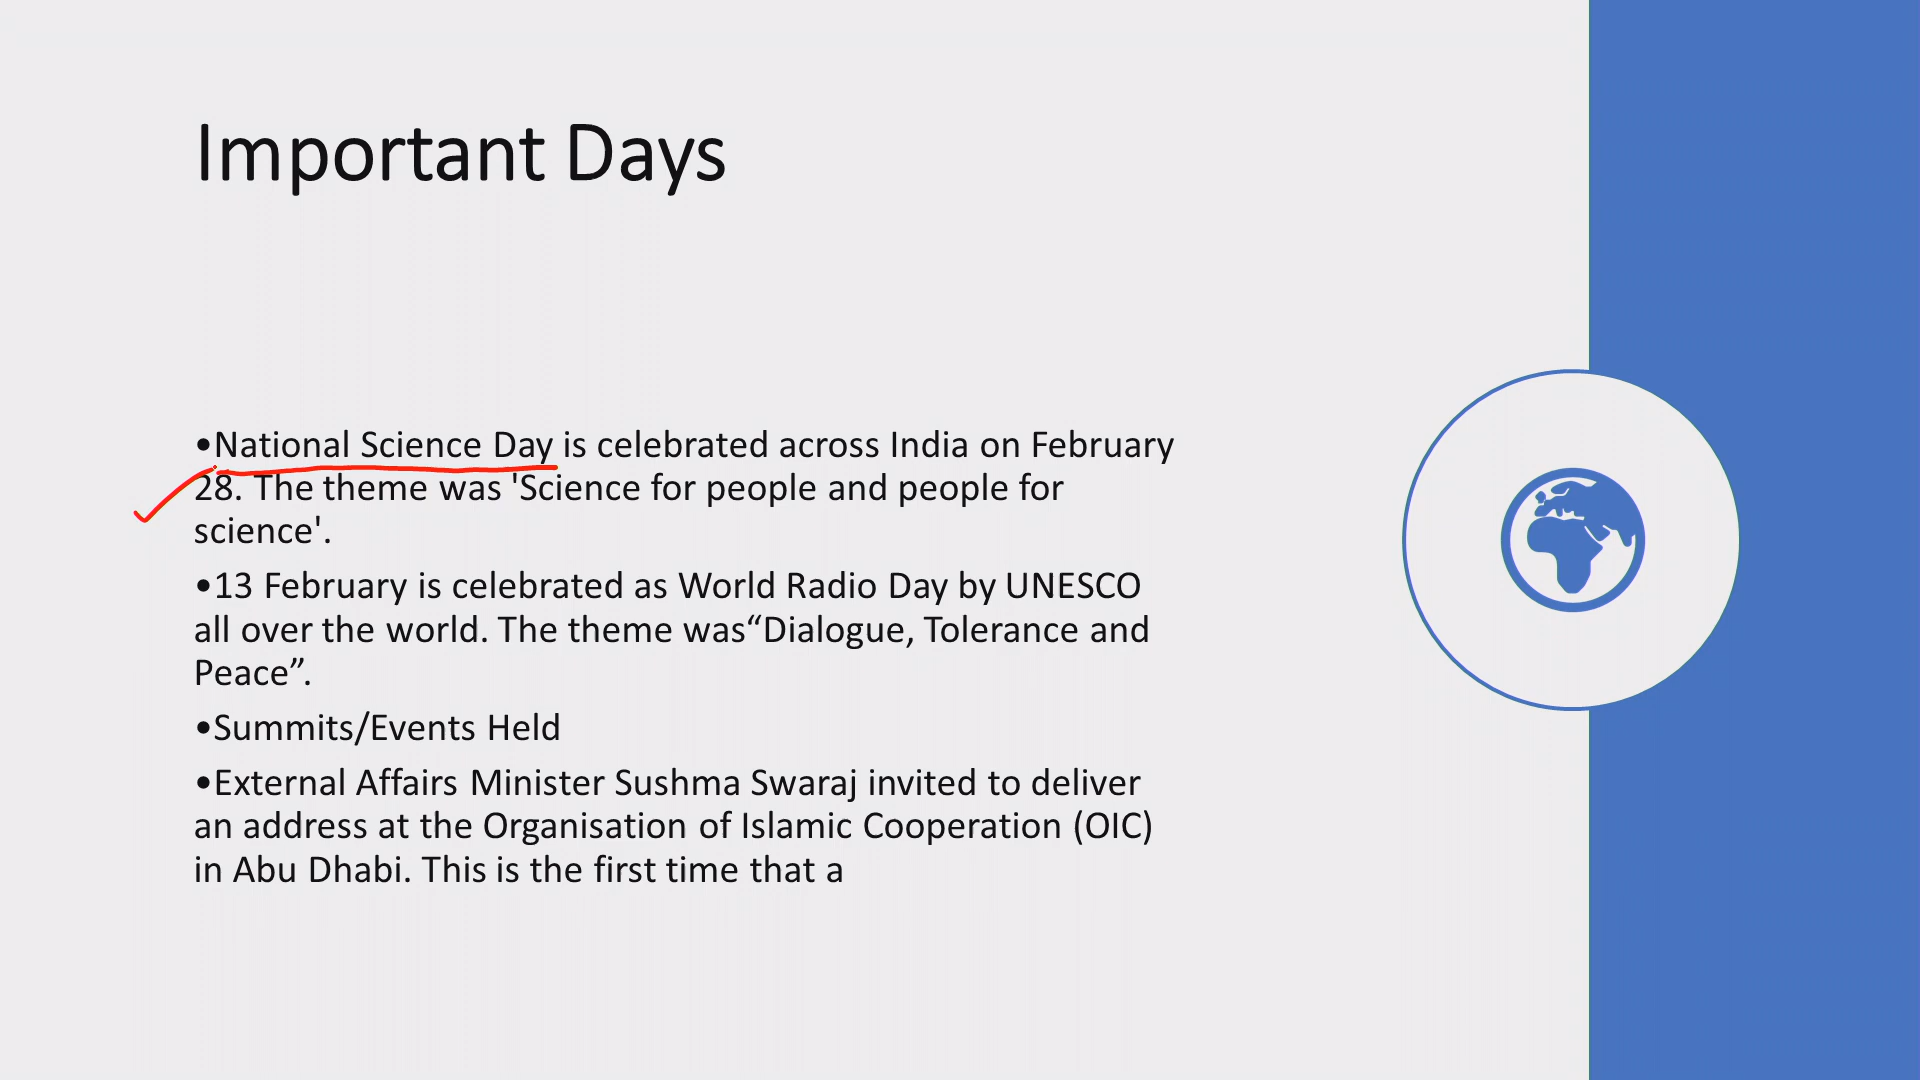 Important Days
•National Science Day is celebrated across India on February
28. The theme was 'Science for people and people for
science'.
•13 February is celebrated as World Radio Day by UNESCO
all over the world. The theme was“Dialogue, Tolerance and
Peace”.
•Summits/Events Held
•External Affairs Minister Sushma Swaraj invited to deliver
an address at the Organisation of Islamic Cooperation (OIC)
in Abu Dhabi. This is the first time that a